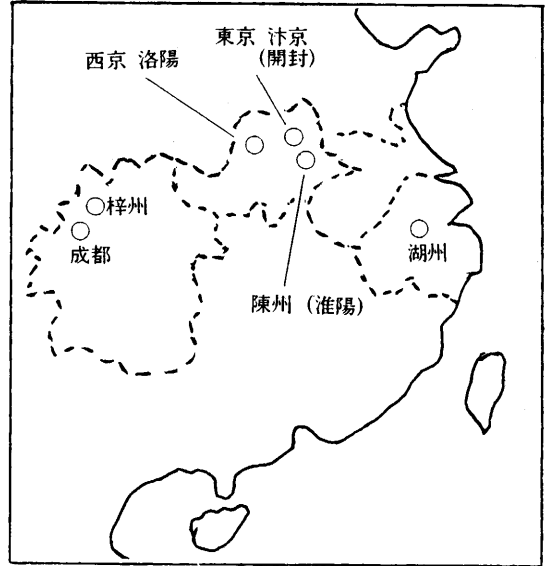 東京 汴京
(開封)
西京 洛陽
梓州
成都
湖州
陳州 (淮陽)